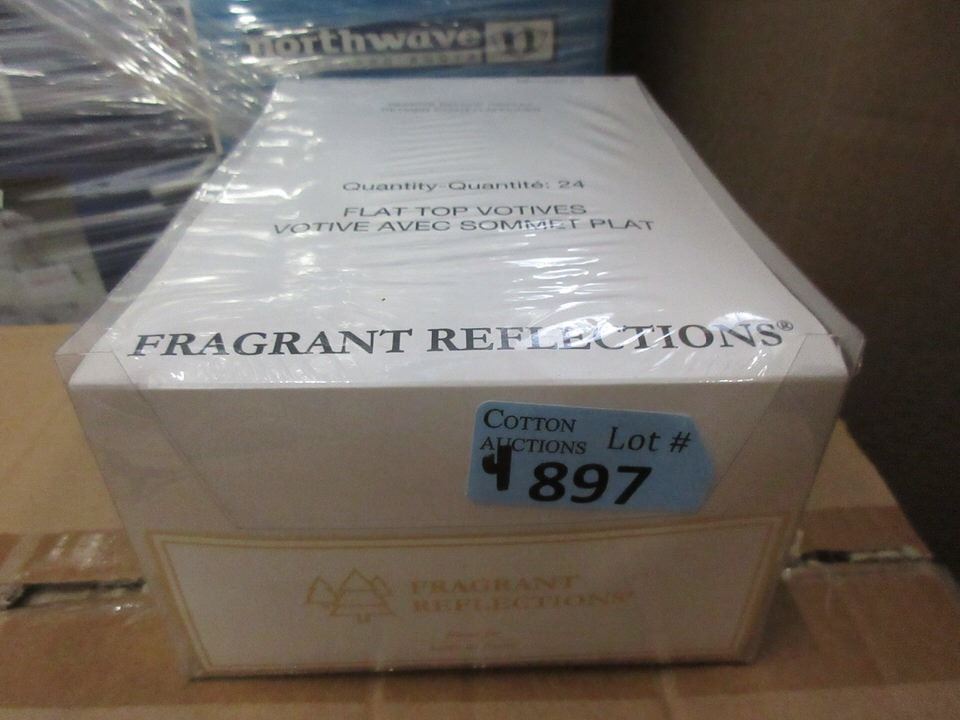 northwave
Quantity-Quantité: 24
FLAT TOP VOTIVES
VOTIVE AVEC SOMMET PLAT
FRAGRANT REFLECTIONS®
COTTON
AUCTIONS Lot #
4 897
FRAGRANT
REFLECTIONS®